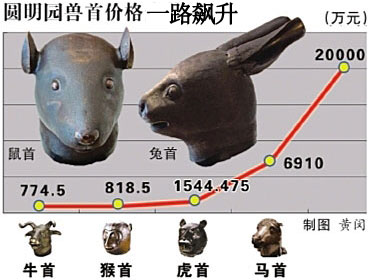 圆明园兽首价格一路飙升
(万元)
20000
鼠首
兔首
6910
774.5
818.5
1544.475
制图 黄闵
牛首
猴首
虎首
马首